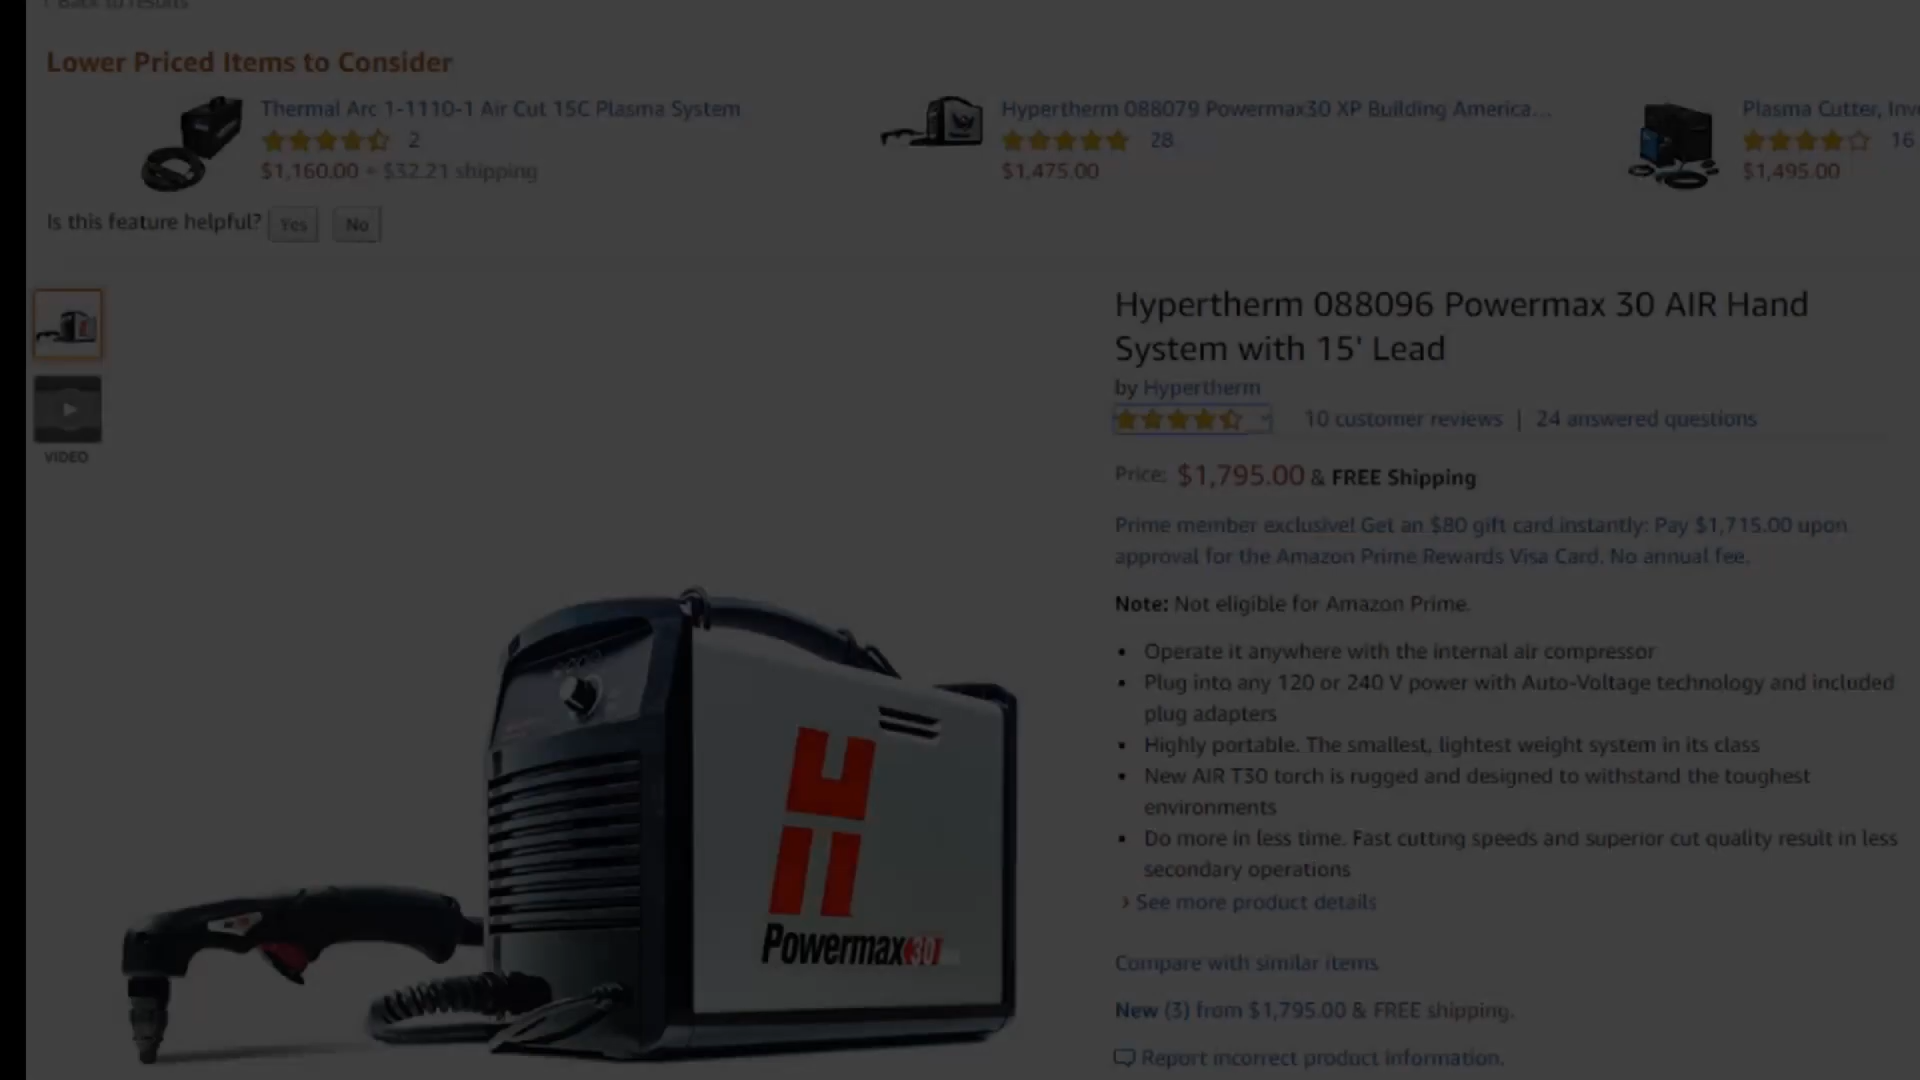 Back to results
Lower Priced Items to Consider
Thermal Arc 1-1110-1 Air Cut 15C Plasma System
2
$1,160.00 + $32.21 shipping
Hypertherm 088079 Powermax30 XP Building America...
28
$1,475.00
Plasma Cutter,
16
$1,495.00
Is this feature helpful? Yes No
VIDEO
Hypertherm 088096 Powermax 30 AIR Hand
System with 15' Lead
by Hypertherm
10 customer reviews | 24 answered questions
Price: $1,795.00 & FREE Shipping
Prime member exclusive! Get an $80 gift card instantly: Pay $1,715.00 upon
approval for the Amazon Prime Rewards Visa Card. No annual fee.
Note: Not eligible for Amazon Prime.
• Operate it anywhere with the internal air compressor
• Plug into any 120 or 240 V power with Auto-Voltage technology and included
plug adapters
• Highly portable. The smallest, lightest weight system in its class
• New AIR T30 torch is rugged and designed to withstand the toughest
environments
• Do more in less time. Fast cutting speeds and superior cut quality result in less
secondary operations
› See more product details
Compare with similar items
New (3) from $1,795.00 & FREE shipping.
Report incorrect product information.
Powermax30